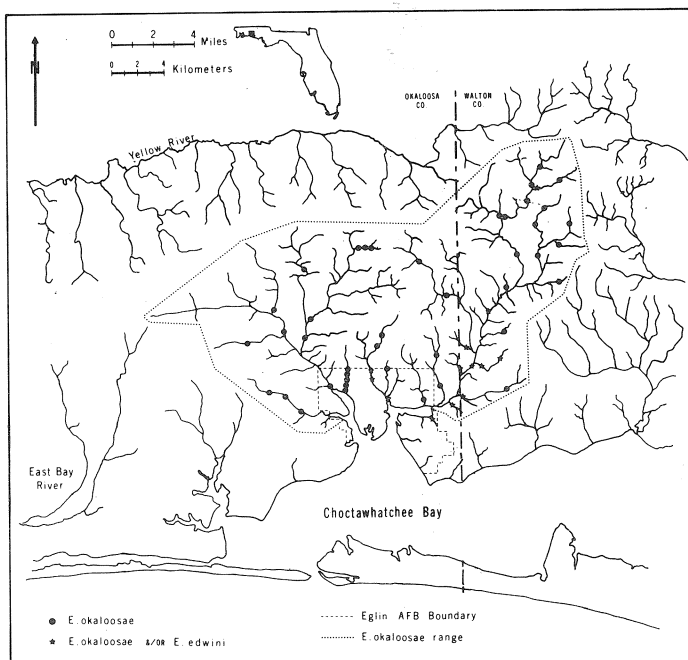 0 2 4 Miles
0 2 4 Kilometers
N
OKALOOSA CO.
WALTON CO.
Yellow River
East Bay River
Choctawhatchee Bay
E. okaloosae
E. okaloosae &/OR E. edwini
Eglin AFB Boundary
E. okaloosae range